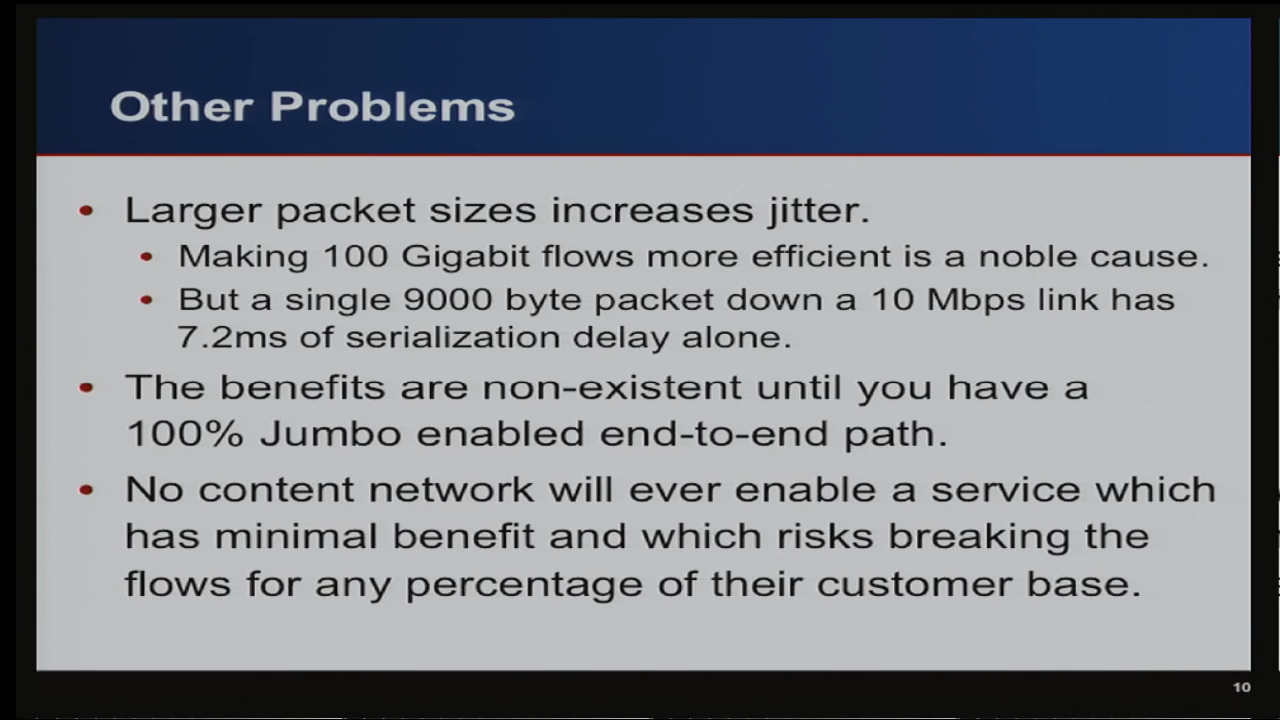 Other Problems
• Larger packet sizes increases jitter.
• Making 100 Gigabit flows more efficient is a noble cause.
• But a single 9000 byte packet down a 10 Mbps link has
7.2ms of serialization delay alone.
• The benefits are non-existent until you have a
100% Jumbo enabled end-to-end path.
• No content network will ever enable a service which
has minimal benefit and which risks breaking the
flows for any percentage of their customer base.
10